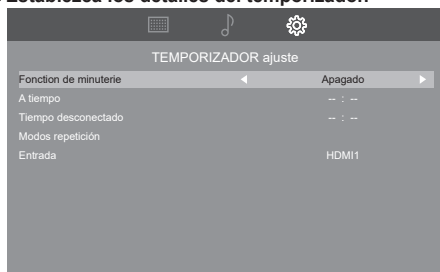 Establezca los detalles del temporizador.
TEMPORIZADOR ajuste
Fonction de minuterie Apagado
A tiempo -- : --
Tiempo desconectado -- : --
Modos repetición
Entrada HDMI1